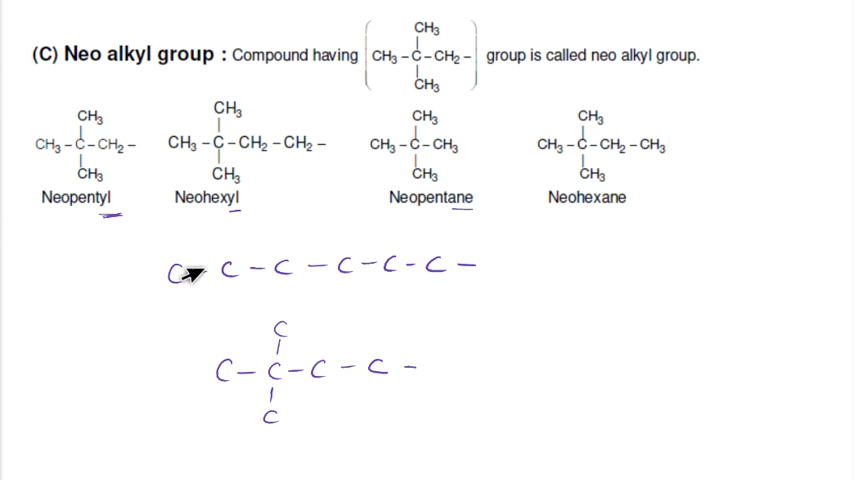 CH₃
(C) Neo alkyl group : Compound having ( CH₃ – C – CH₂ – ) group is called neo alkyl group.
CH₃
CH₃ CH₃ CH₃ CH₃
CH₃ – C – CH₂ – CH₃ – C – CH₂ – CH₂ – CH₃ – C – CH₃ CH₃ – C – CH₂ – CH₃
CH₃ CH₃ CH₃ CH₃
Neopentyl Neohexyl Neopentane Neohexane
C – C – C – C – C – C –
C
C – C – C – C –
C